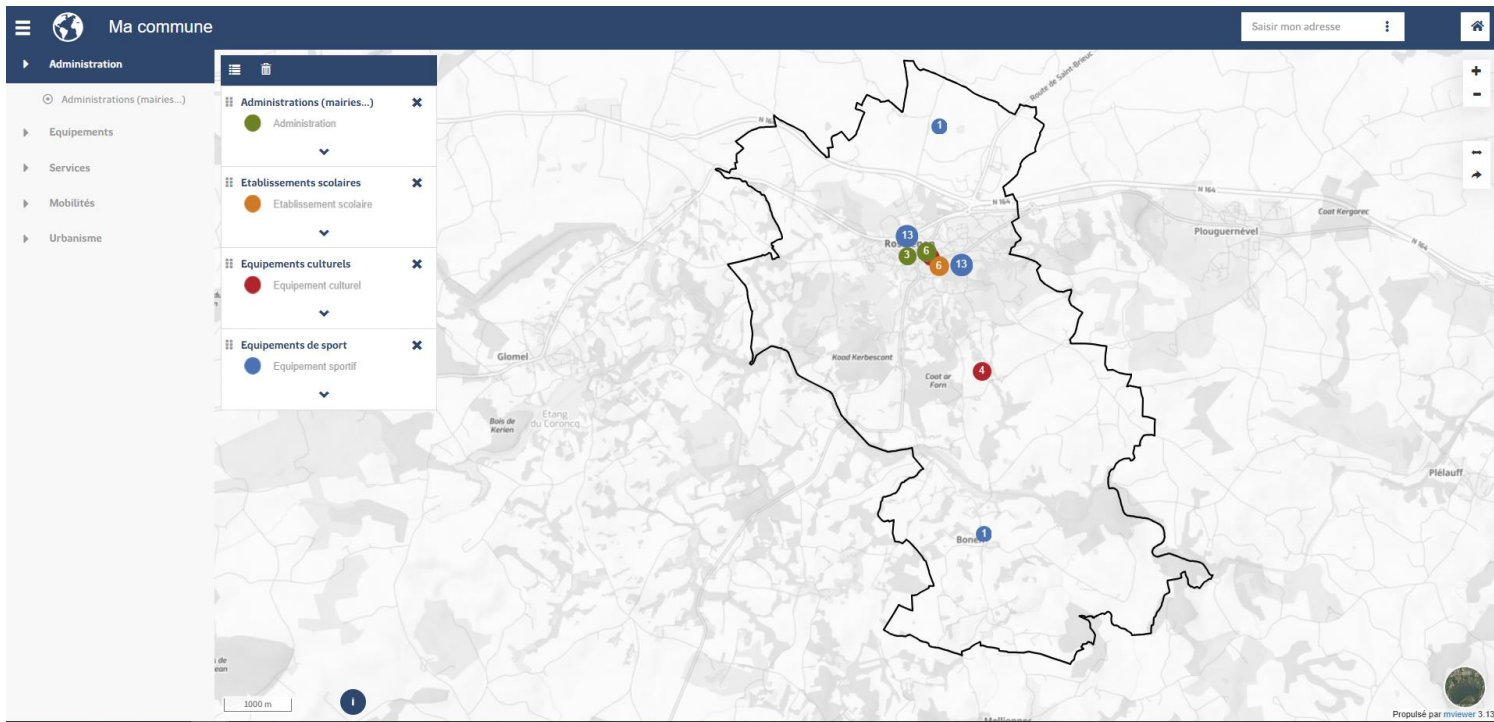 Ma commune
Saisir mon adresse
Administration
Administrations (mairies...)
Equipements
Services
Mobilités
Urbanisme
Administrations (mairies...)
Administration
Etablissements scolaires
Etablissement scolaire
Equipements culturels
Equipement culturel
Equipements de sport
Equipement sportif
Route de Saint-Brieuc
1
N 164
N 164
Coat Kergorec
Plouguernével
N 164
13
3
6
6
13
Glomel
Koad Kerbescont
Coat ar
Forn
4
Bois de
Kerien
Étang
du Coroncq
Plélauff
1
1000 m
i
Propulsé par mviewer 3.13